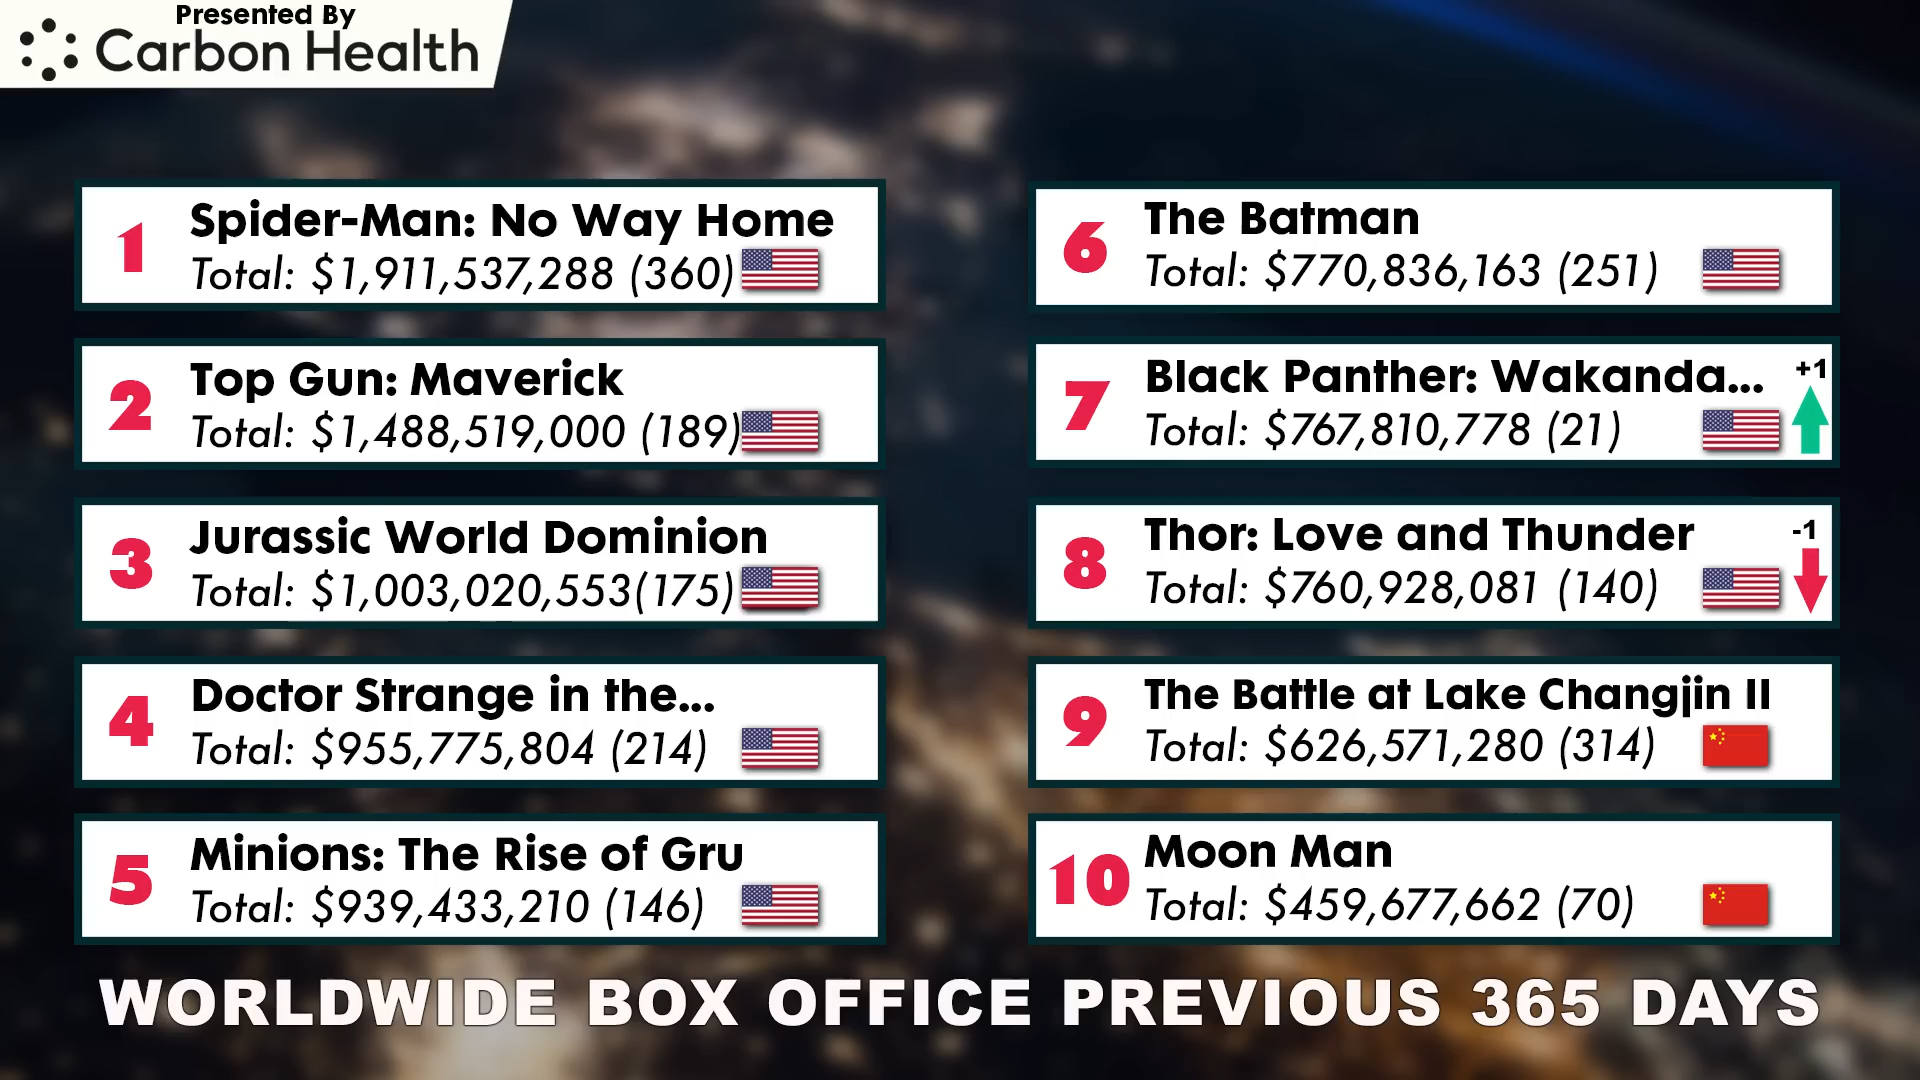 Presented By
Carbon Health
1
Spider-Man: No Way Home
Total: $1,911,537,288 (360)
2
Top Gun: Maverick
Total: $1,488,519,000 (189)
3
Jurassic World Dominion
Total: $1,003,020,553(175)
4
Doctor Strange in the...
Total: $955,775,804 (214)
5
Minions: The Rise of Gru
Total: $939,433,210 (146)
6
The Batman
Total: $770,836,163 (251)
7
Black Panther: Wakanda...
Total: $767,810,778 (21)
+1
8
Thor: Love and Thunder
Total: $760,928,081 (140)
-1
9
The Battle at Lake Changjin II
Total: $626,571,280 (314)
10
Moon Man
Total: $459,677,662 (70)
WORLDWIDE BOX OFFICE PREVIOUS 365 DAYS